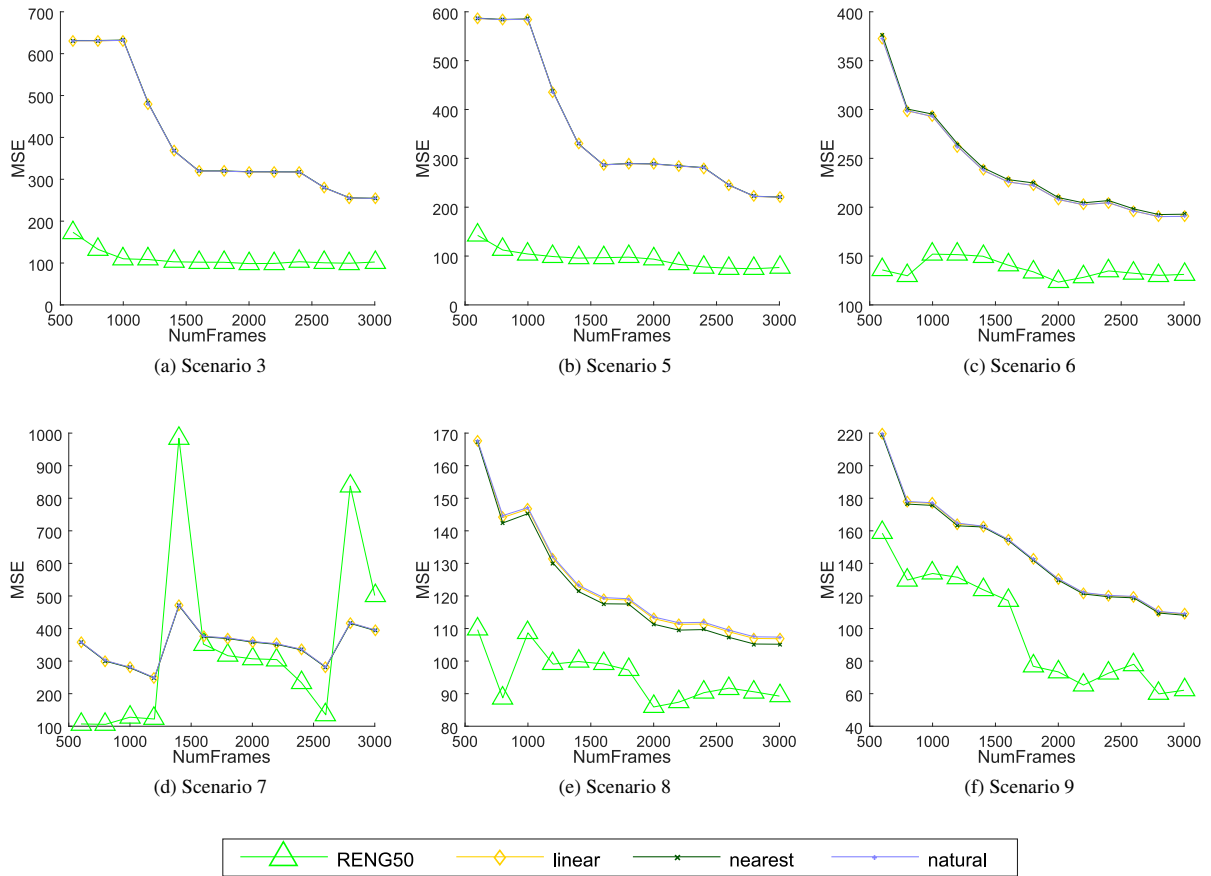 700
600
500
400
300
200
100
0
MSE
500 1000 1500 2000 2500 3000
NumFrames
(a) Scenario 3
600
500
400
300
200
100
0
MSE
500 1000 1500 2000 2500 3000
NumFrames
(b) Scenario 5
400
350
300
250
200
150
100
MSE
500 1000 1500 2000 2500 3000
NumFrames
(c) Scenario 6
1000
900
800
700
600
500
400
300
200
100
MSE
500 1000 1500 2000 2500 3000
NumFrames
(d) Scenario 7
170
160
150
140
130
120
110
100
90
80
MSE
500 1000 1500 2000 2500 3000
NumFrames
(e) Scenario 8
220
200
180
160
140
120
100
80
60
40
MSE
500 1000 1500 2000 2500 3000
NumFrames
(f) Scenario 9
RENG50 linear nearest natural